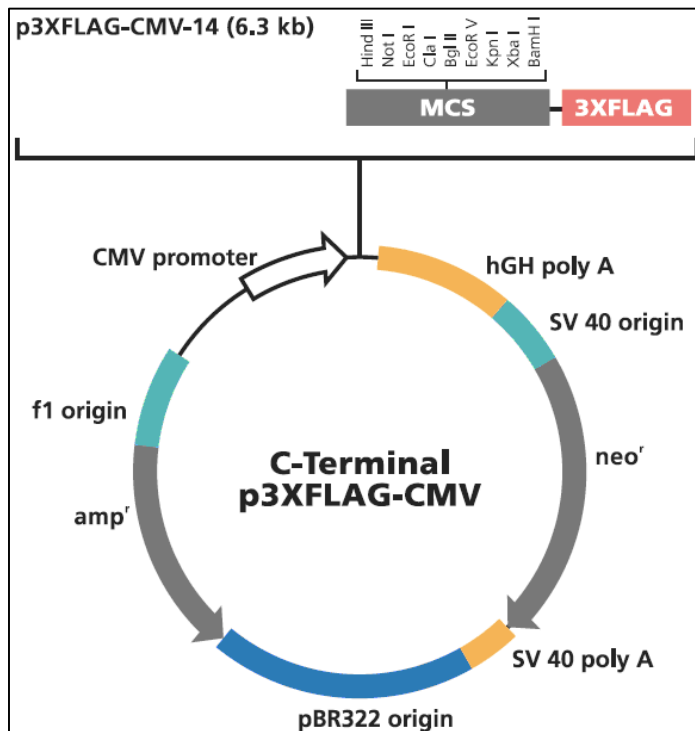 p3XFLAG-CMV-14 (6.3 kb)
Hind III
Not I
EcoR I
Cla I
Bgl II
EcoR V
Kpn I
Xba I
BamH I
MCS
3XFLAG
CMV promoter
hGH poly A
SV 40 origin
f1 origin
C-Terminal
p3XFLAG-CMV
neoʳ
ampʳ
SV 40 poly A
pBR322 origin